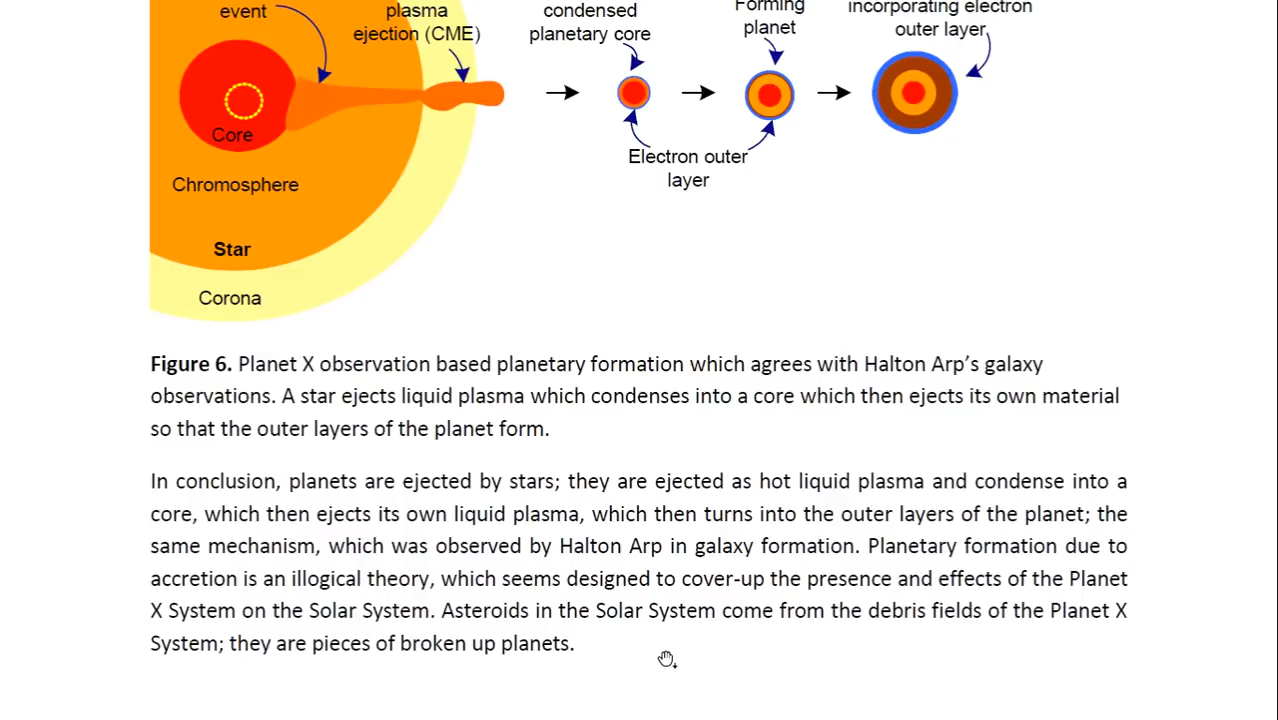 event
plasma
ejection (CME)
condensed
planetary core
Forming
planet
incorporating electron
outer layer
Core
Electron outer
layer
Chromosphere
Star
Corona
Figure 6. Planet X observation based planetary formation which agrees with Halton Arp’s galaxy
observations. A star ejects liquid plasma which condenses into a core which then ejects its own material
so that the outer layers of the planet form.
In conclusion, planets are ejected by stars; they are ejected as hot liquid plasma and condense into a
core, which then ejects its own liquid plasma, which then turns into the outer layers of the planet; the
same mechanism, which was observed by Halton Arp in galaxy formation. Planetary formation due to
accretion is an illogical theory, which seems designed to cover-up the presence and effects of the Planet
X System on the Solar System. Asteroids in the Solar System come from the debris fields of the Planet X
System; they are pieces of broken up planets.